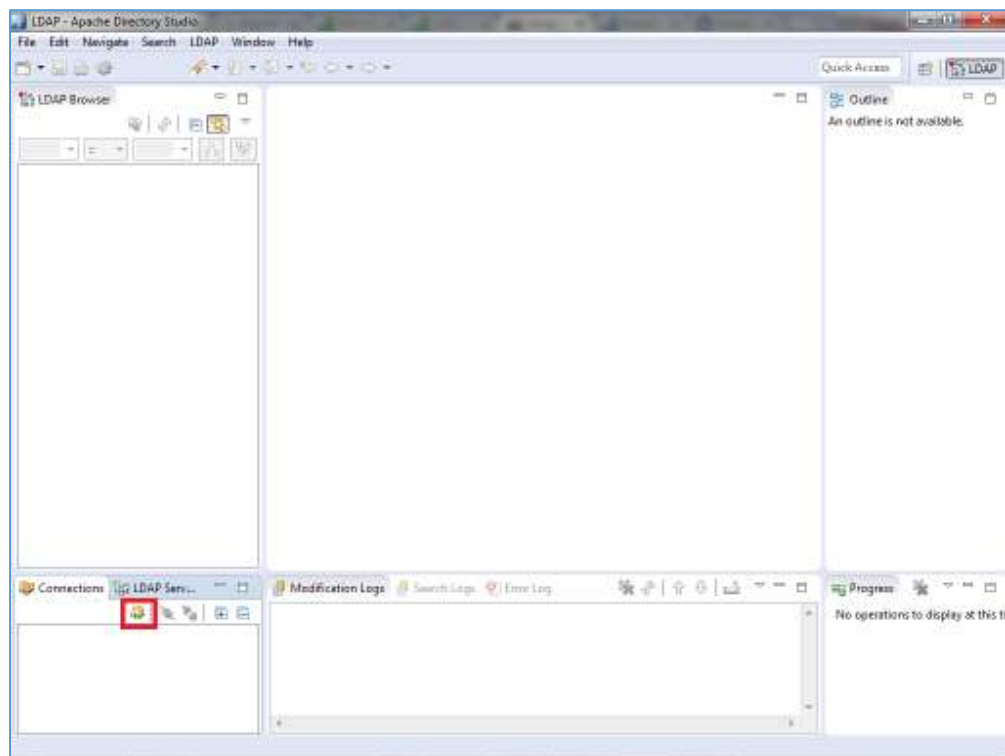 LDAP - Apache Directory Studio
File Edit Navigate Search LDAP Window Help
Quick Access LDAP
LDAP Browser
Outline
An outline is not available.
=
Connections LDAP Serv...
Modification Logs Search Logs Error Log
Progress
No operations to display at this ti